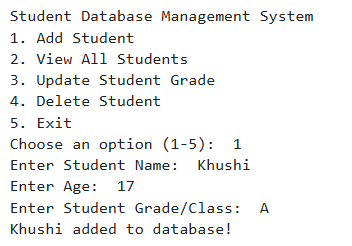 Student Database Management System
1. Add Student
2. View All Students
3. Update Student Grade
4. Delete Student
5. Exit
Choose an option (1-5):  1
Enter Student Name:  Khushi
Enter Age:  17
Enter Student Grade/Class:  A
Khushi added to database!